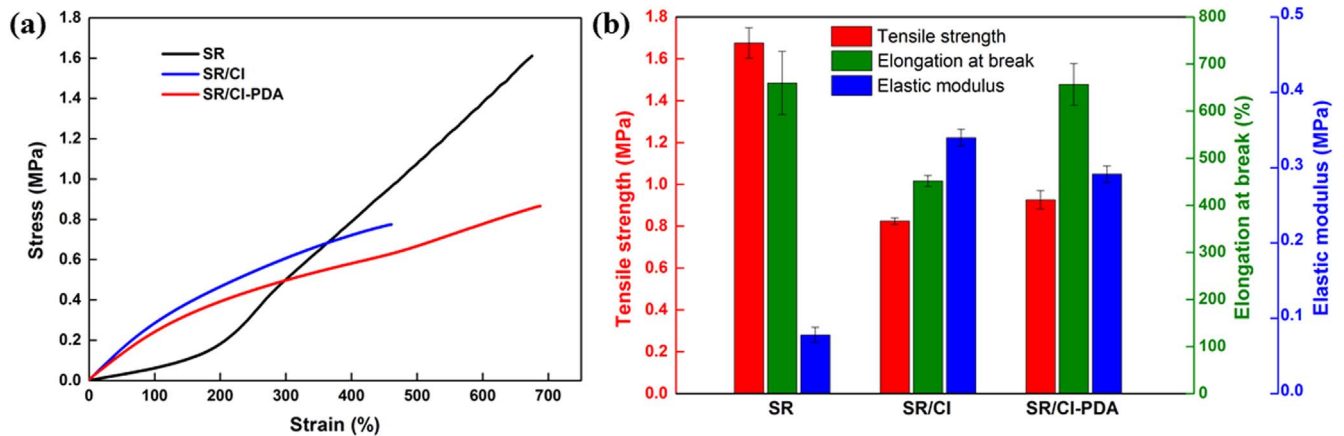 (a)
Stress (MPa)
1.8
1.6
1.4
1.2
1.0
0.8
0.6
0.4
0.2
0.0
SR
SR/CI
SR/CI-PDA
0 100 200 300 400 500 600 700
Strain (%)
(b)
Tensile strength (MPa)
1.8
1.6
1.4
1.2
1.0
0.8
0.6
0.4
0.2
0.0
Tensile strength
Elongation at break
Elastic modulus
SR SR/CI SR/CI-PDA
800
700
600
500
400
300
200
100
0
Elongation at break (%)
0.5
0.4
0.3
0.2
0.1
0.0
Elastic modulus (MPa)